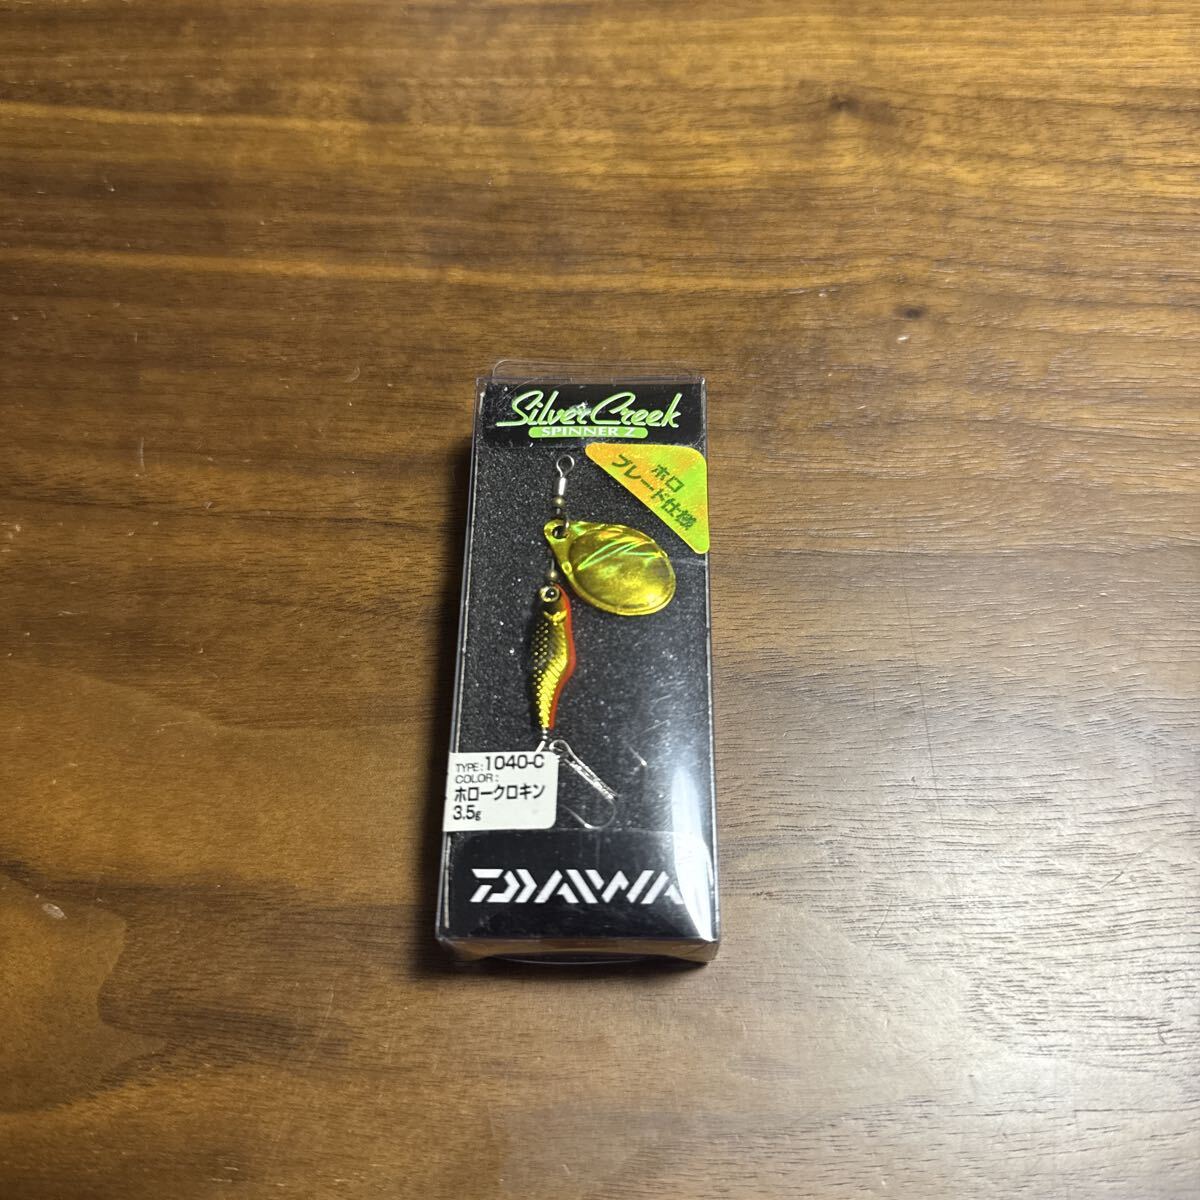 Silver Creek
SPINNER Z
ホロ
ブレード仕様
TYPE: 1040-C
COLOR:
ホロークロキン
3.5g
DAIWA